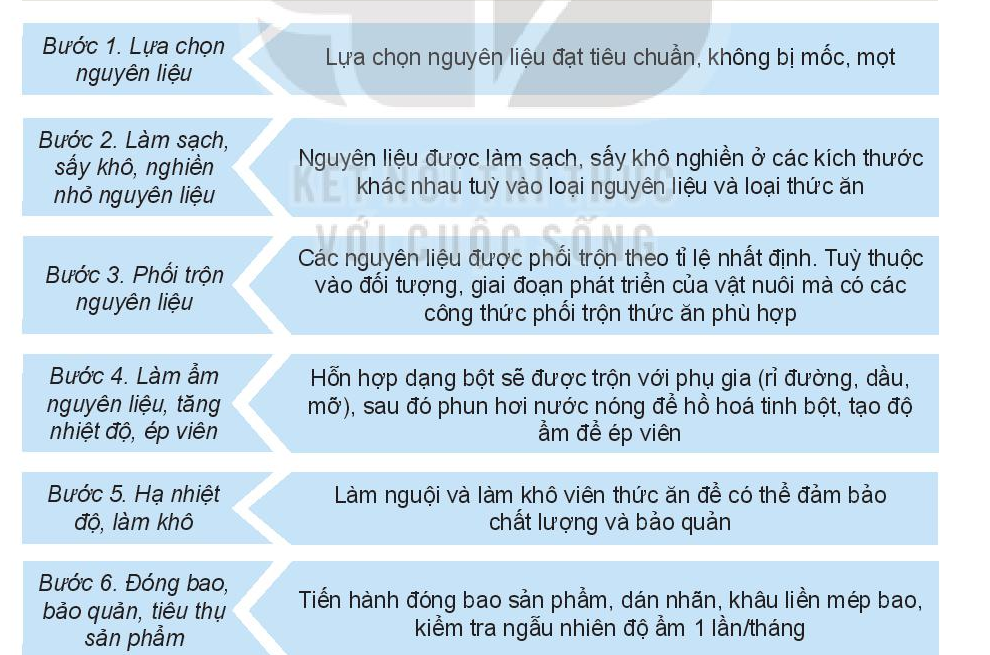 Bước 1. Lựa chọn
nguyên liệu
Lựa chọn nguyên liệu đạt tiêu chuẩn, không bị mốc, mọt
Bước 2. Làm sạch,
sấy khô, nghiền
nhỏ nguyên liệu
Nguyên liệu được làm sạch, sấy khô nghiền ở các kích thước
khác nhau tuỳ vào loại nguyên liệu và loại thức ăn
KẾT NỐI TRI THỨC
VỚI CUỘC SỐNG
Bước 3. Phối trộn
nguyên liệu
Các nguyên liệu được phối trộn theo tỉ lệ nhất định. Tuỳ thuộc
vào đối tượng, giai đoạn phát triển của vật nuôi mà có các
công thức phối trộn thức ăn phù hợp
Bước 4. Làm ẩm
nguyên liệu, tăng
nhiệt độ, ép viên
Hỗn hợp dạng bột sẽ được trộn với phụ gia (rỉ đường, dầu,
mỡ), sau đó phun hơi nước nóng để hồ hoá tinh bột, tạo độ
ẩm để ép viên
Bước 5. Hạ nhiệt
độ, làm khô
Làm nguội và làm khô viên thức ăn để có thể đảm bảo
chất lượng và bảo quản
Bước 6. Đóng bao,
bảo quản, tiêu thụ
sản phẩm
Tiến hành đóng bao sản phẩm, dán nhãn, khâu liền mép bao,
kiểm tra ngẫu nhiên độ ẩm 1 lần/tháng